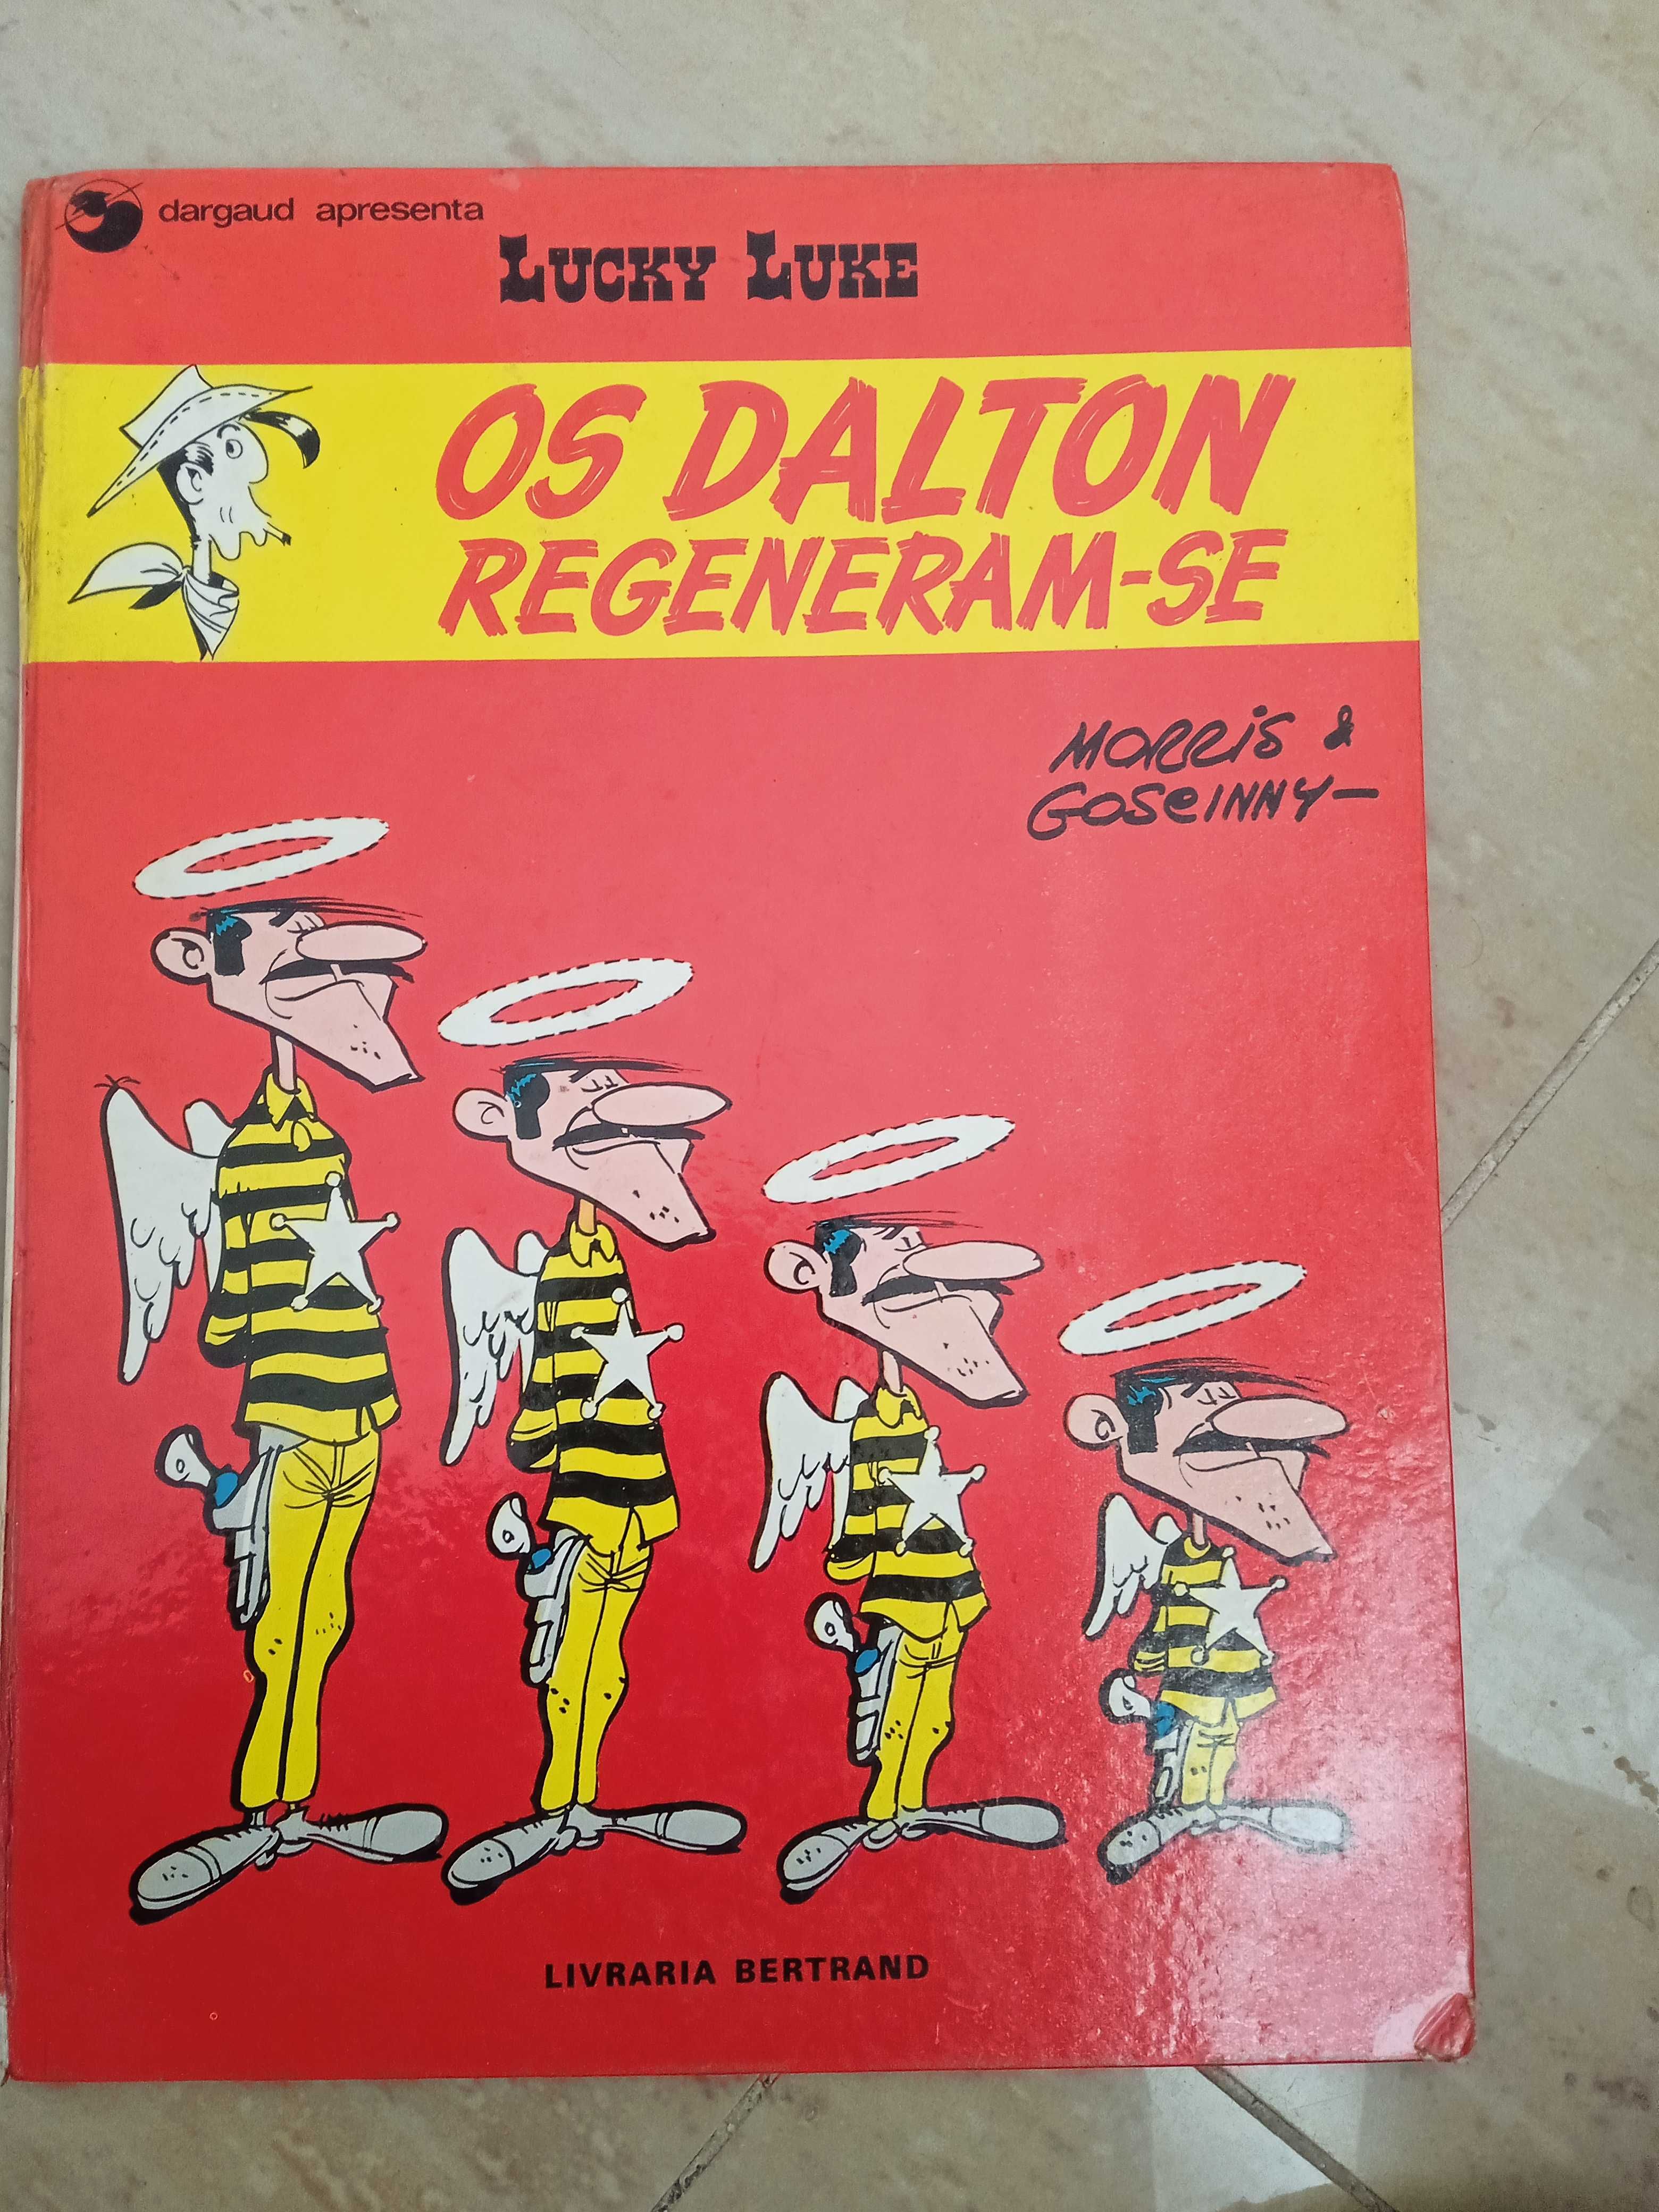 dargaud apresenta
LUCKY LUKE
OS DALTON
REGENERAM-SE
MORRIS &
GOSCINNY-
LIVRARIA BERTRAND